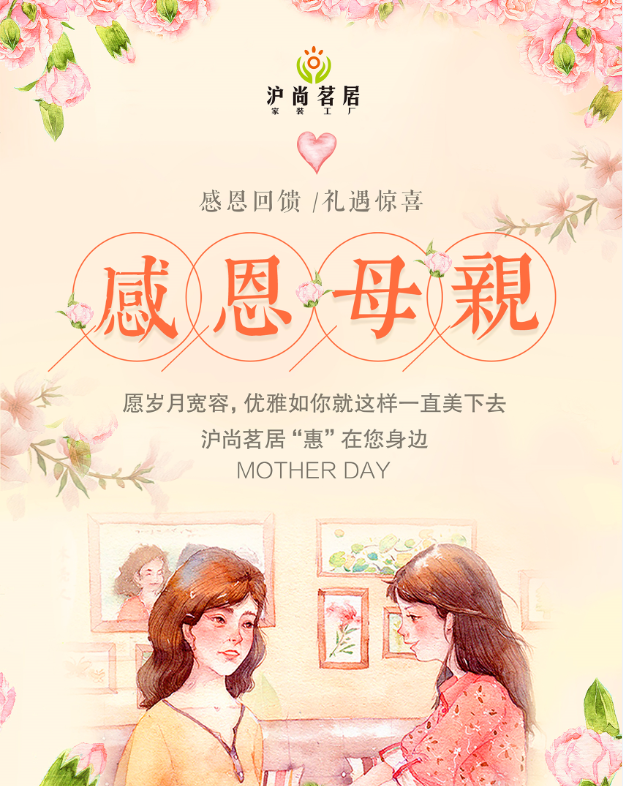 沪尚茗居
家装工厂
感恩回馈 /礼遇惊喜
感恩母親
愿岁月宽容，优雅如你就这样一直美下去
沪尚茗居“惠”在您身边
MOTHER DAY